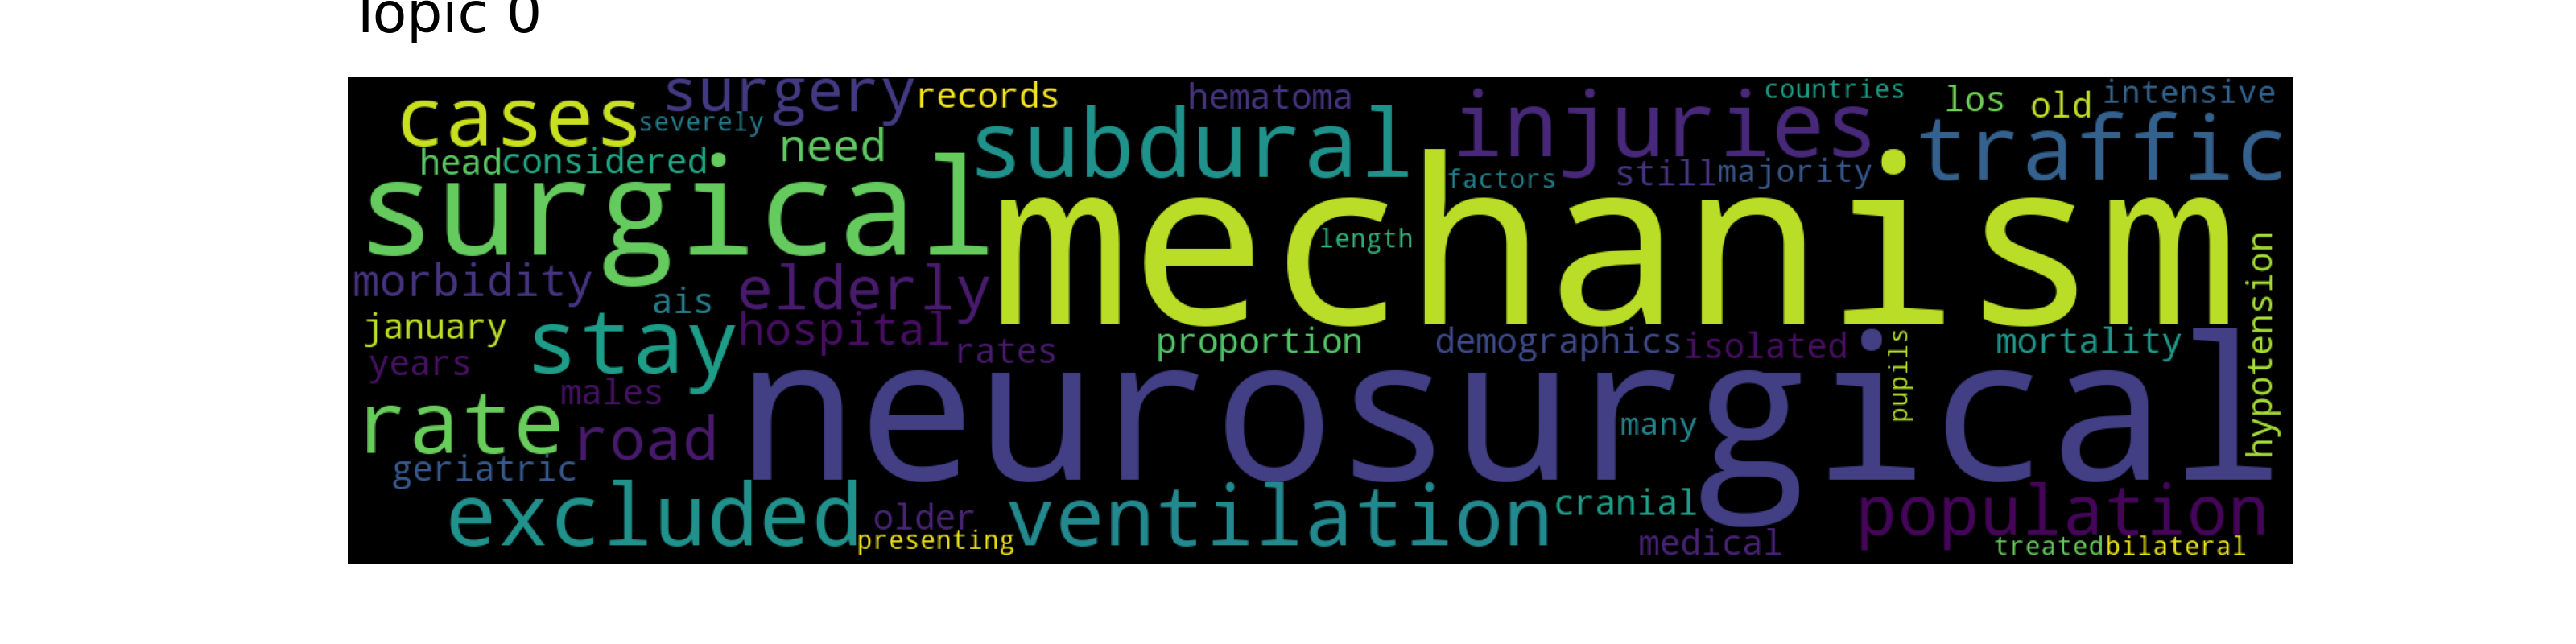 Topic 0
cases surgery records hematoma injuries countries los old intensive
severely need subdural traffic
head considered factors still majority
surgical mechanism
length
morbidity ais elderly hypotension
january stay hospital rates proportion demographics isolated mortality
years males neurosurgical pupils
rate road many
geriatric
excluded older ventilation cranial population
presenting medical treated bilateral